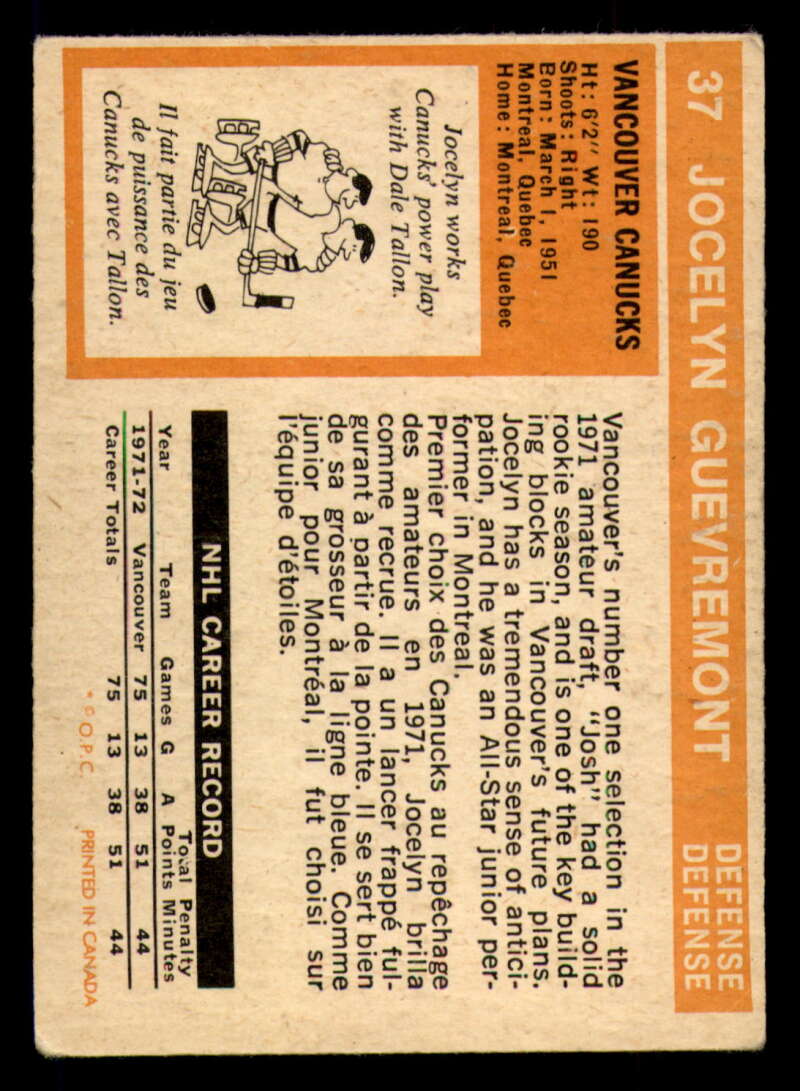 37 JOCELYN GUEVREMONT
DEFENSE
DEFENSE
VANCOUVER CANUCKS
Ht: 6'2" Wt: 190
Shoots: Right
Born: March 1, 1951
Montreal, Quebec
Home: Montreal, Quebec
Jocelyn works
Canucks' power play
with Dale Tallon.
Il fait partie du jeu
de puissance des
Canucks avec Tallon.
Vancouver's number one selection in the
1971 amateur draft, "Josh" had a solid
rookie season, and is one of the key build-
ing blocks in Vancouver's future plans.
Jocelyn has a tremendous sense of antici-
pation, and he was an All-Star junior per-
former in Montreal.
Premier choix des Canucks au repêchage
des amateurs en 1971, Jocelyn brilla
comme recrue. Il a un lancer frappé ful-
gurant à partir de la pointe. Il se sert bien
de sa grosseur à la ligne bleue. Comme
junior pour Montréal, il fut choisi sur
l'équipe d'étoiles.
NHL CAREER RECORD
Total Penalty
Year Team Games G A Points Minutes
1971-72 Vancouver 75 13 38 51 44
Career Totals 75 13 38 51 44
* © O.P.C. PRINTED IN CANADA